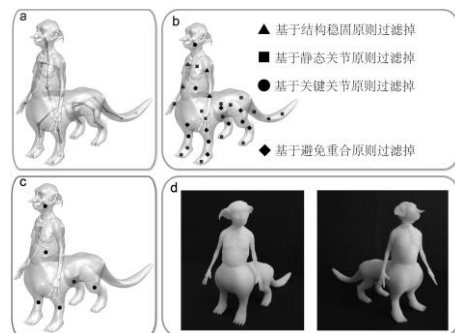 a
b
▲ 基于结构稳固原则过滤掉
■ 基于静态关节原则过滤掉
● 基于关键关节原则过滤掉
◆ 基于避免重合原则过滤掉
c
d